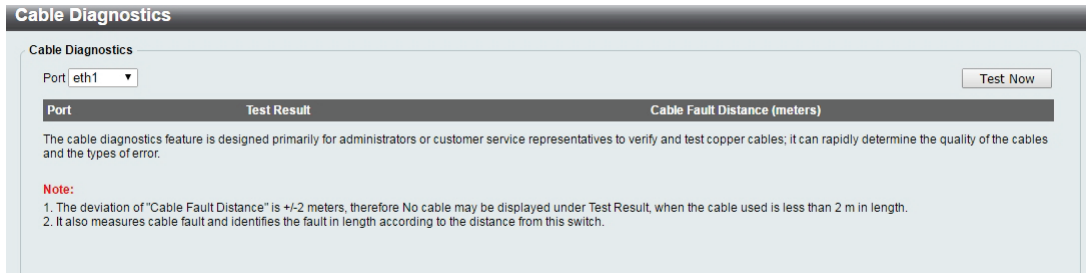 Cable Diagnostics
Cable Diagnostics
Port eth1 Test Now
Port Test Result Cable Fault Distance (meters)
The cable diagnostics feature is designed primarily for administrators or customer service representatives to verify and test copper cables; it can rapidly determine the quality of the cables
and the types of error.
Note:
1. The deviation of "Cable Fault Distance" is +/-2 meters, therefore No cable may be displayed under Test Result, when the cable used is less than 2 m in length.
2. It also measures cable fault and identifies the fault in length according to the distance from this switch.